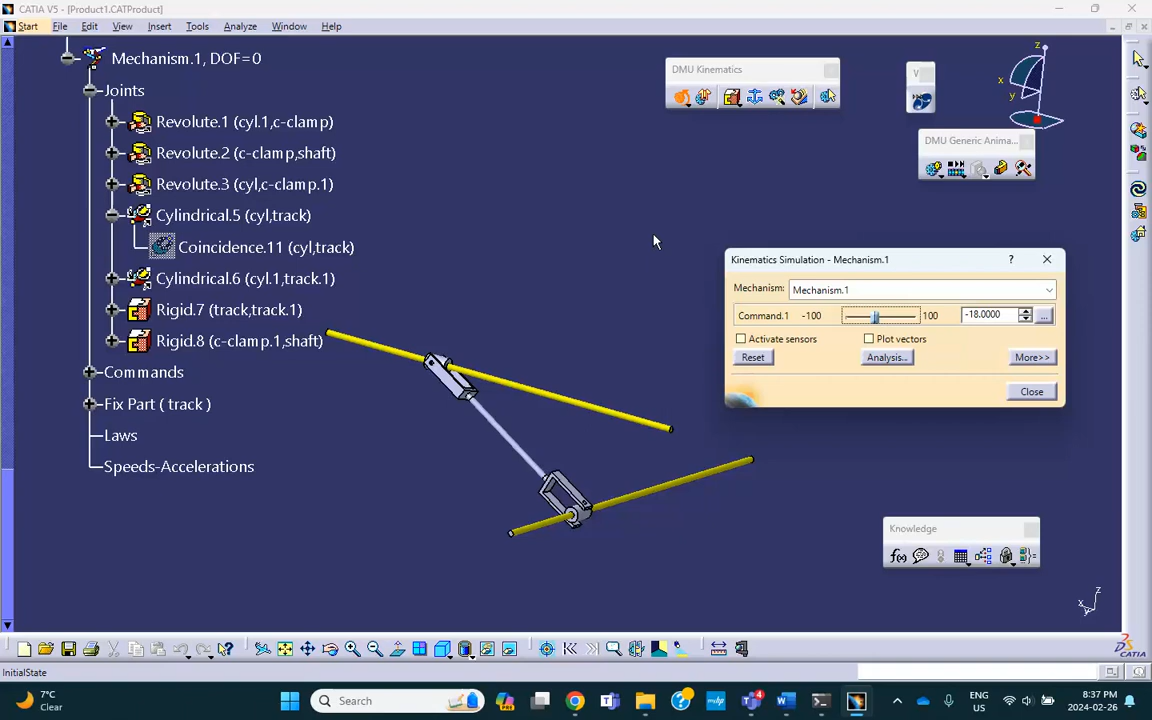 CATIA V5 - [Product1.CATProduct]
Start File Edit View Insert Tools Analyze Window Help
Mechanism.1, DOF=0
Joints
Revolute.1 (cyl.1,c-clamp)
Revolute.2 (c-clamp,shaft)
Revolute.3 (cyl,c-clamp.1)
Cylindrical.5 (cyl,track)
Coincidence.11 (cyl,track)
Cylindrical.6 (cyl.1,track.1)
Rigid.7 (track,track.1)
Rigid.8 (c-clamp.1,shaft)
Commands
Fix Part ( track )
Laws
Speeds-Accelerations
DMU Kinematics
V
z
x
y
DMU Generic Anima...
Kinematics Simulation - Mechanism.1
? 
Mechanism: Mechanism.1
Command.1 -100 100 -18.0000 ...
Activate sensors Plot vectors
Reset Analysis... More>>
Close
Knowledge
f(x)
z
x
y
CATIA
InitialState
7°C
Clear
Search
PRE
mdp
4
ENG
US
8:37 PM
2024-02-26